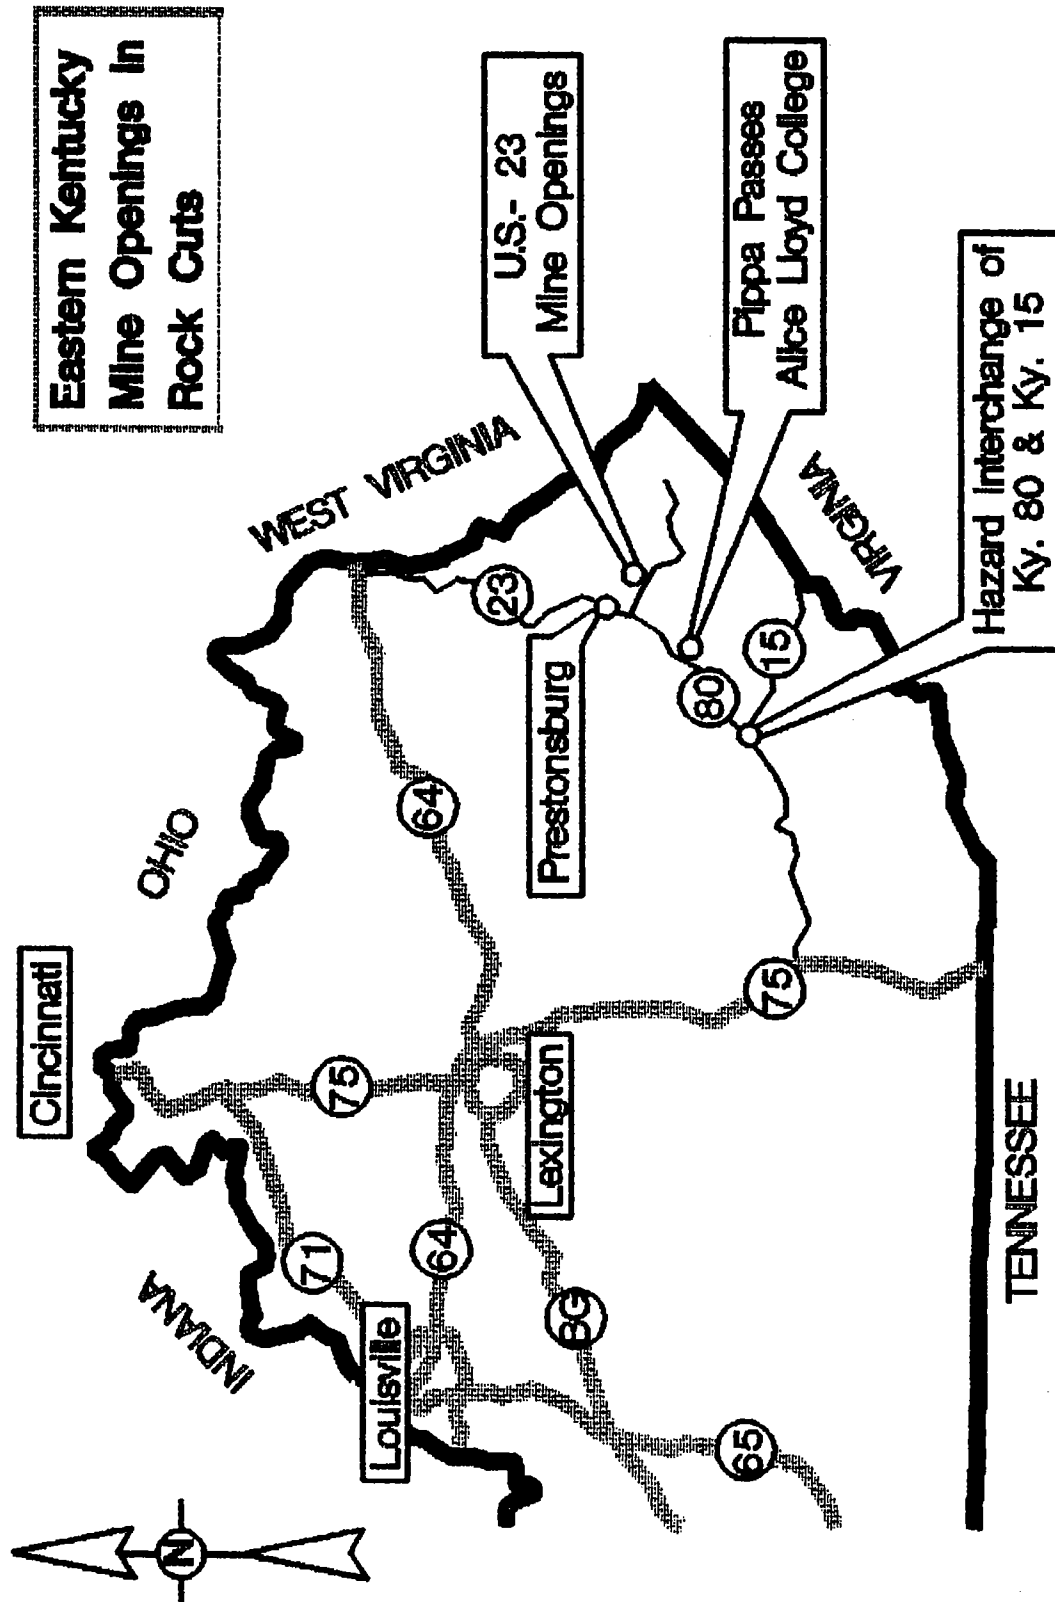 Eastern Kentucky
Mine Openings in
Rock Cuts
N
Cincinnati
OHIO
WEST VIRGINIA
INDIANA
71
75
64
64
23
Louisville
Lexington
Prestonsburg
U.S.- 23
Mine Openings
BG
80
Pippa Passes
Alice Lloyd College
65
75
15
VIRGINIA
TENNESSEE
Hazard Interchange of
Ky. 80 & Ky. 15